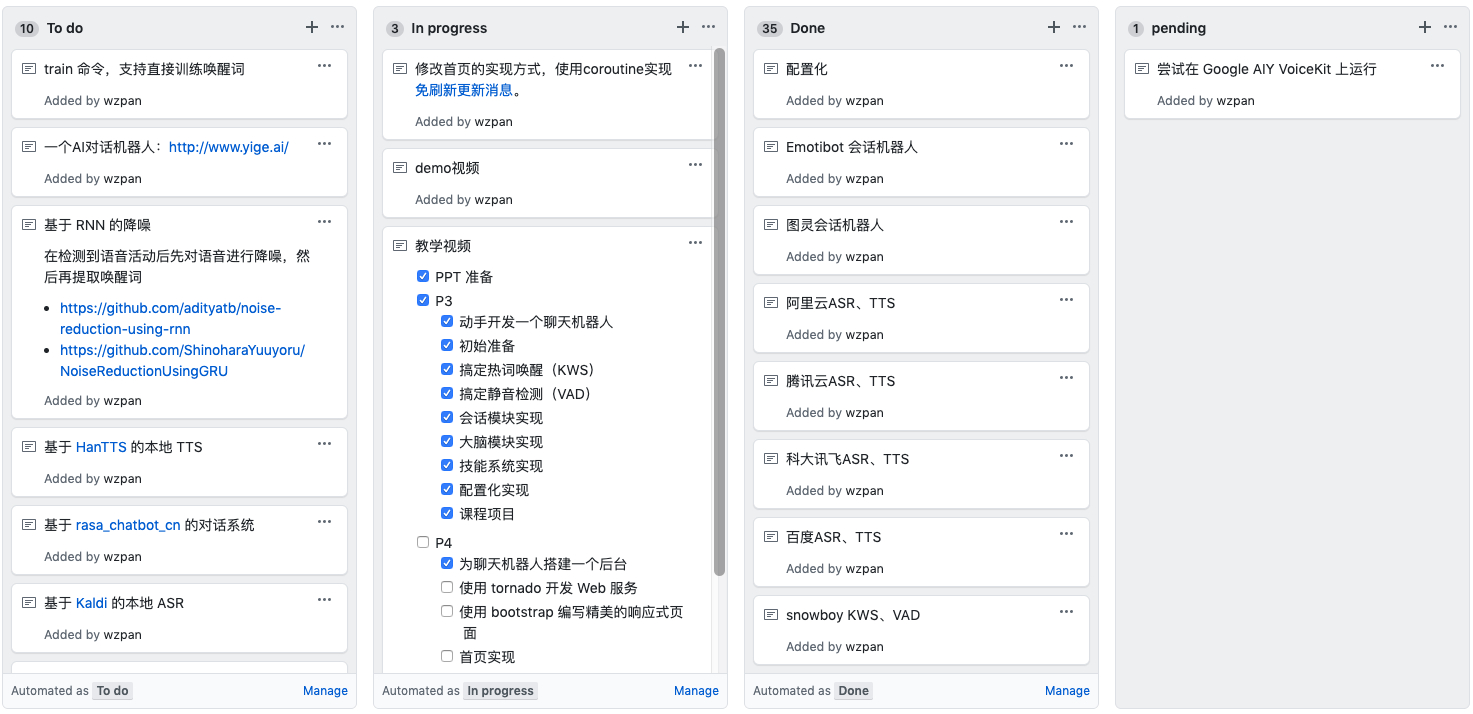 10 To do
train 命令，支持直接训练唤醒词
Added by wzpan
一个AI对话机器人：http://www.yige.ai/
Added by wzpan
基于 RNN 的降噪
在检测到语音活动后先对语音进行降噪，然
后再提取唤醒词
https://github.com/adityatb/noise-
reduction-using-rnn
https://github.com/ShinoharaYuuyoru/
NoiseReductionUsingGRU
Added by wzpan
基于 HanTTS 的本地 TTS
Added by wzpan
基于 rasa_chatbot_cn 的对话系统
Added by wzpan
基于 Kaldi 的本地 ASR
Added by wzpan
Automated as To do Manage
3 In progress
修改首页的实现方式，使用coroutine实现
免刷新更新消息。
Added by wzpan
demo视频
Added by wzpan
教学视频
PPT 准备
P3
动手开发一个聊天机器人
初始准备
搞定热词唤醒（KWS）
搞定静音检测（VAD）
会话模块实现
大脑模块实现
技能系统实现
配置化实现
课程项目
P4
为聊天机器人搭建一个后台
使用 tornado 开发 Web 服务
使用 bootstrap 编写精美的响应式页
面
首页实现
Automated as In progress Manage
35 Done
配置化
Added by wzpan
Emotibot 会话机器人
Added by wzpan
图灵会话机器人
Added by wzpan
阿里云ASR、TTS
Added by wzpan
腾讯云ASR、TTS
Added by wzpan
科大讯飞ASR、TTS
Added by wzpan
百度ASR、TTS
Added by wzpan
snowboy KWS、VAD
Added by wzpan
Automated as Done Manage
1 pending
尝试在 Google AIY VoiceKit 上运行
Added by wzpan